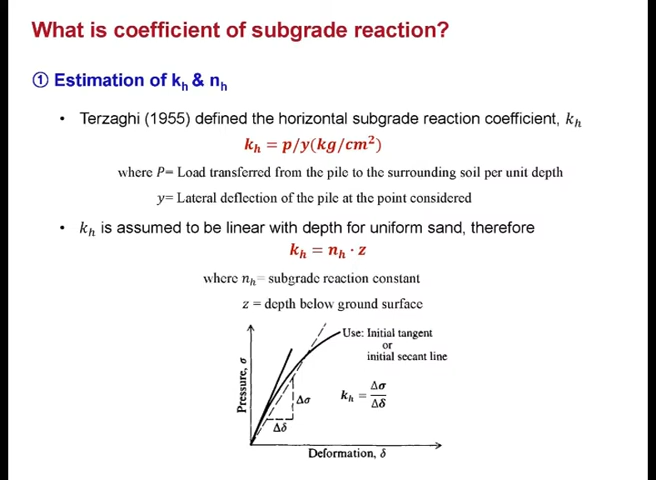 What is coefficient of subgrade reaction?
① Estimation of kₕ & nₕ
• Terzaghi (1955) defined the horizontal subgrade reaction coefficient, kₕ
kₕ = p/y(kg/cm²)
where P= Load transferred from the pile to the surrounding soil per unit depth
y= Lateral deflection of the pile at the point considered
• kₕ is assumed to be linear with depth for uniform sand, therefore
kₕ = nₕ · z
where nₕ= subgrade reaction constant
z = depth below ground surface
Use: Initial tangent
or
initial secant line
Pressure, σ
Δσ
kₕ = Δσ/Δδ
Δδ
Deformation, δ